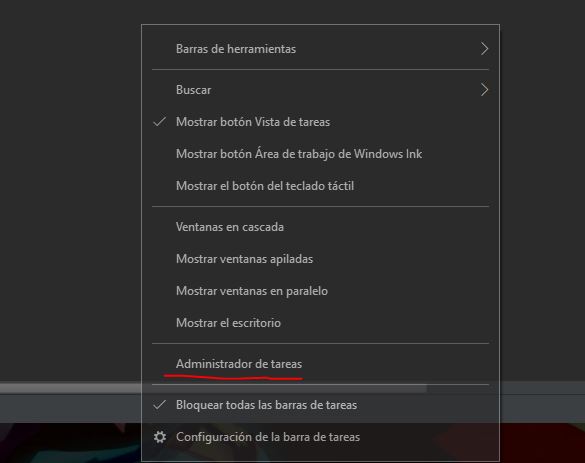 Barras de herramientas
Buscar
Mostrar botón Vista de tareas
Mostrar botón Área de trabajo de Windows Ink
Mostrar el botón del teclado táctil
Ventanas en cascada
Mostrar ventanas apiladas
Mostrar ventanas en paralelo
Mostrar el escritorio
Administrador de tareas
Bloquear todas las barras de tareas
Configuración de la barra de tareas